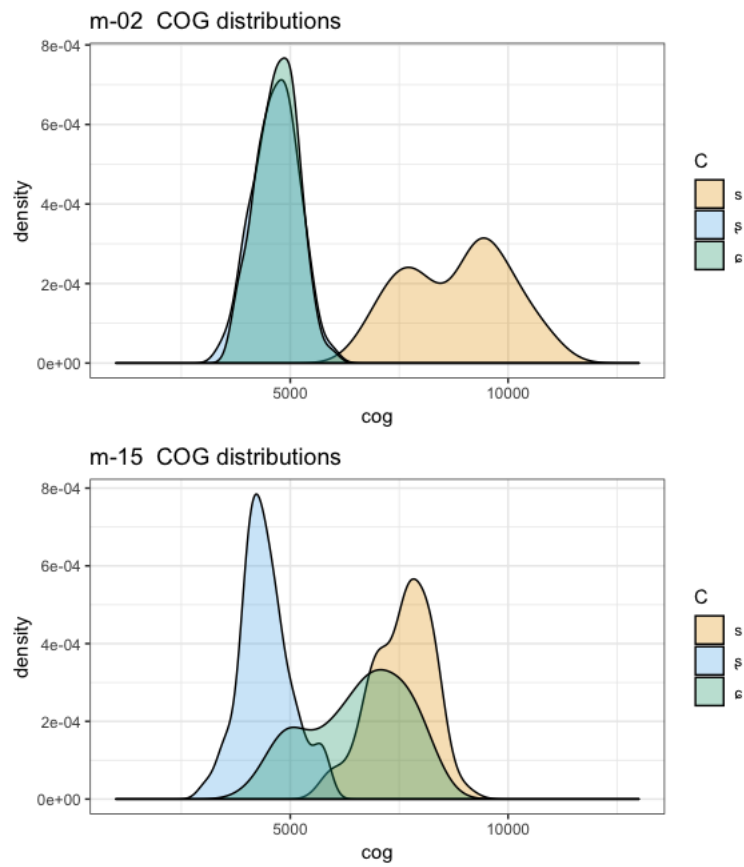 m-02 COG distributions
8e-04
6e-04
4e-04
2e-04
0e+00
density
5000 10000
cog
C
s
ʂ
ɕ
m-15 COG distributions
8e-04
6e-04
4e-04
2e-04
0e+00
density
5000 10000
cog
C
s
ʂ
ɕ